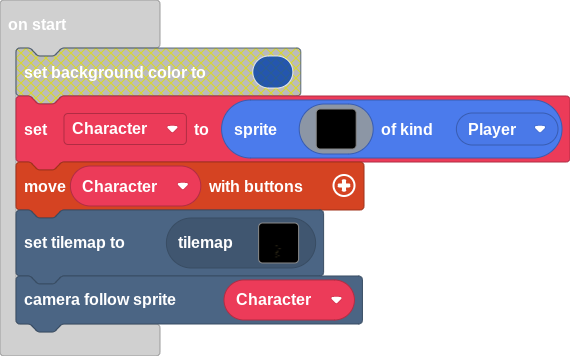 on start
set background color to
set Character to sprite of kind Player
move Character with buttons
set tilemap to tilemap
camera follow sprite Character